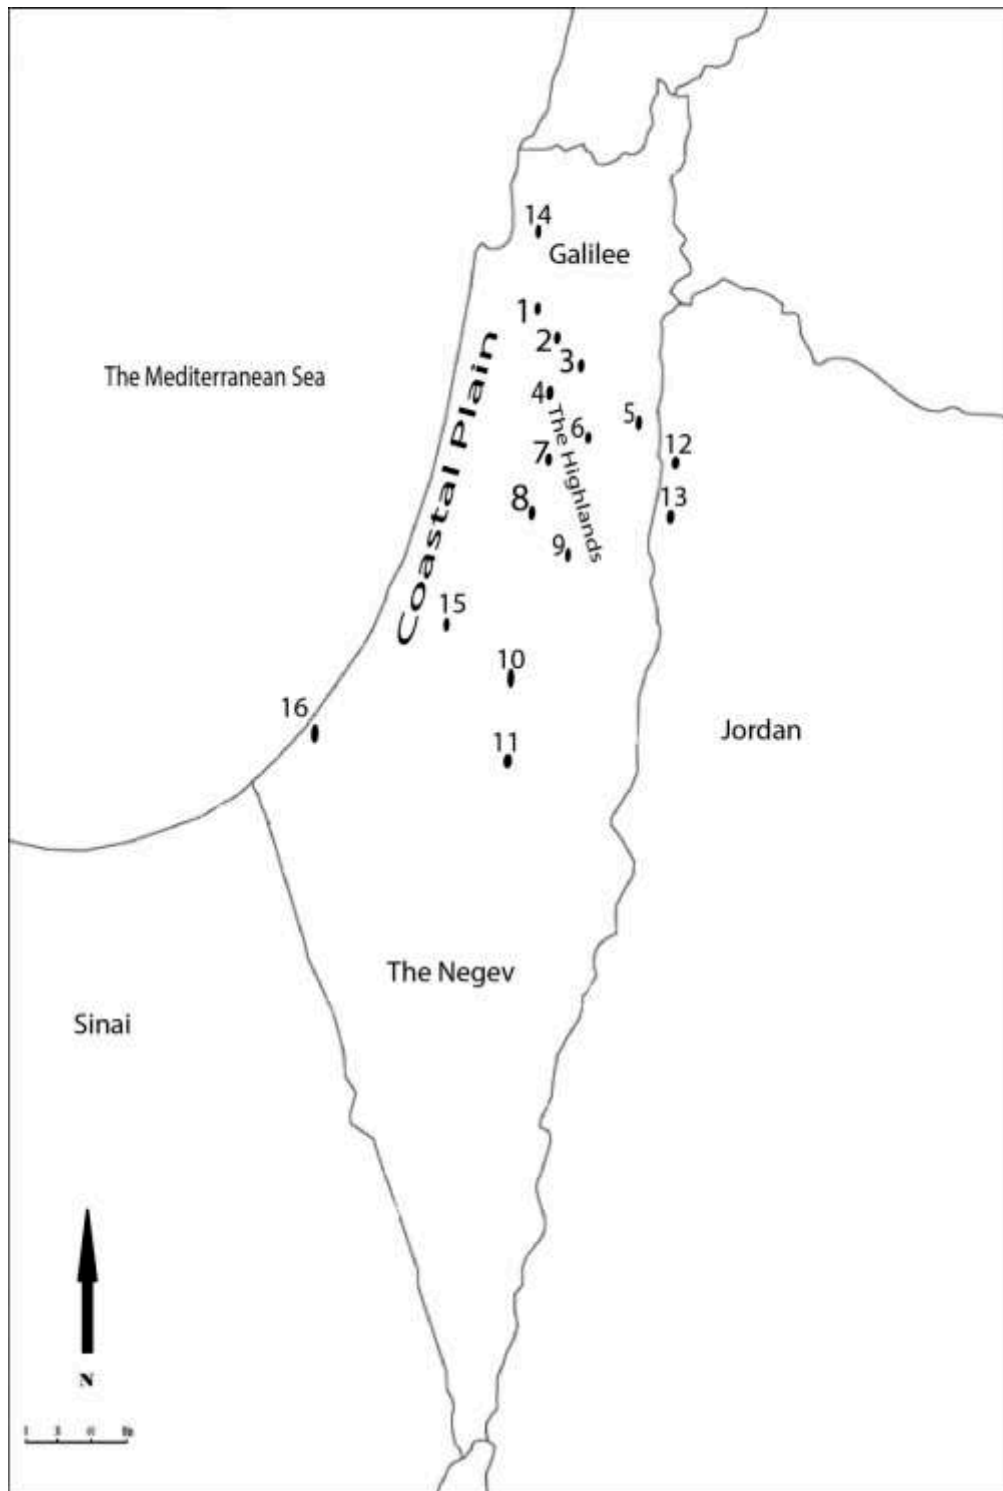 14
Galilee
1
2
The Mediterranean Sea
3
4
Coastal Plain
The Highlands
5
6
7
12
8
13
9
15
10
16
Jordan
11
The Negev
Sinai
N